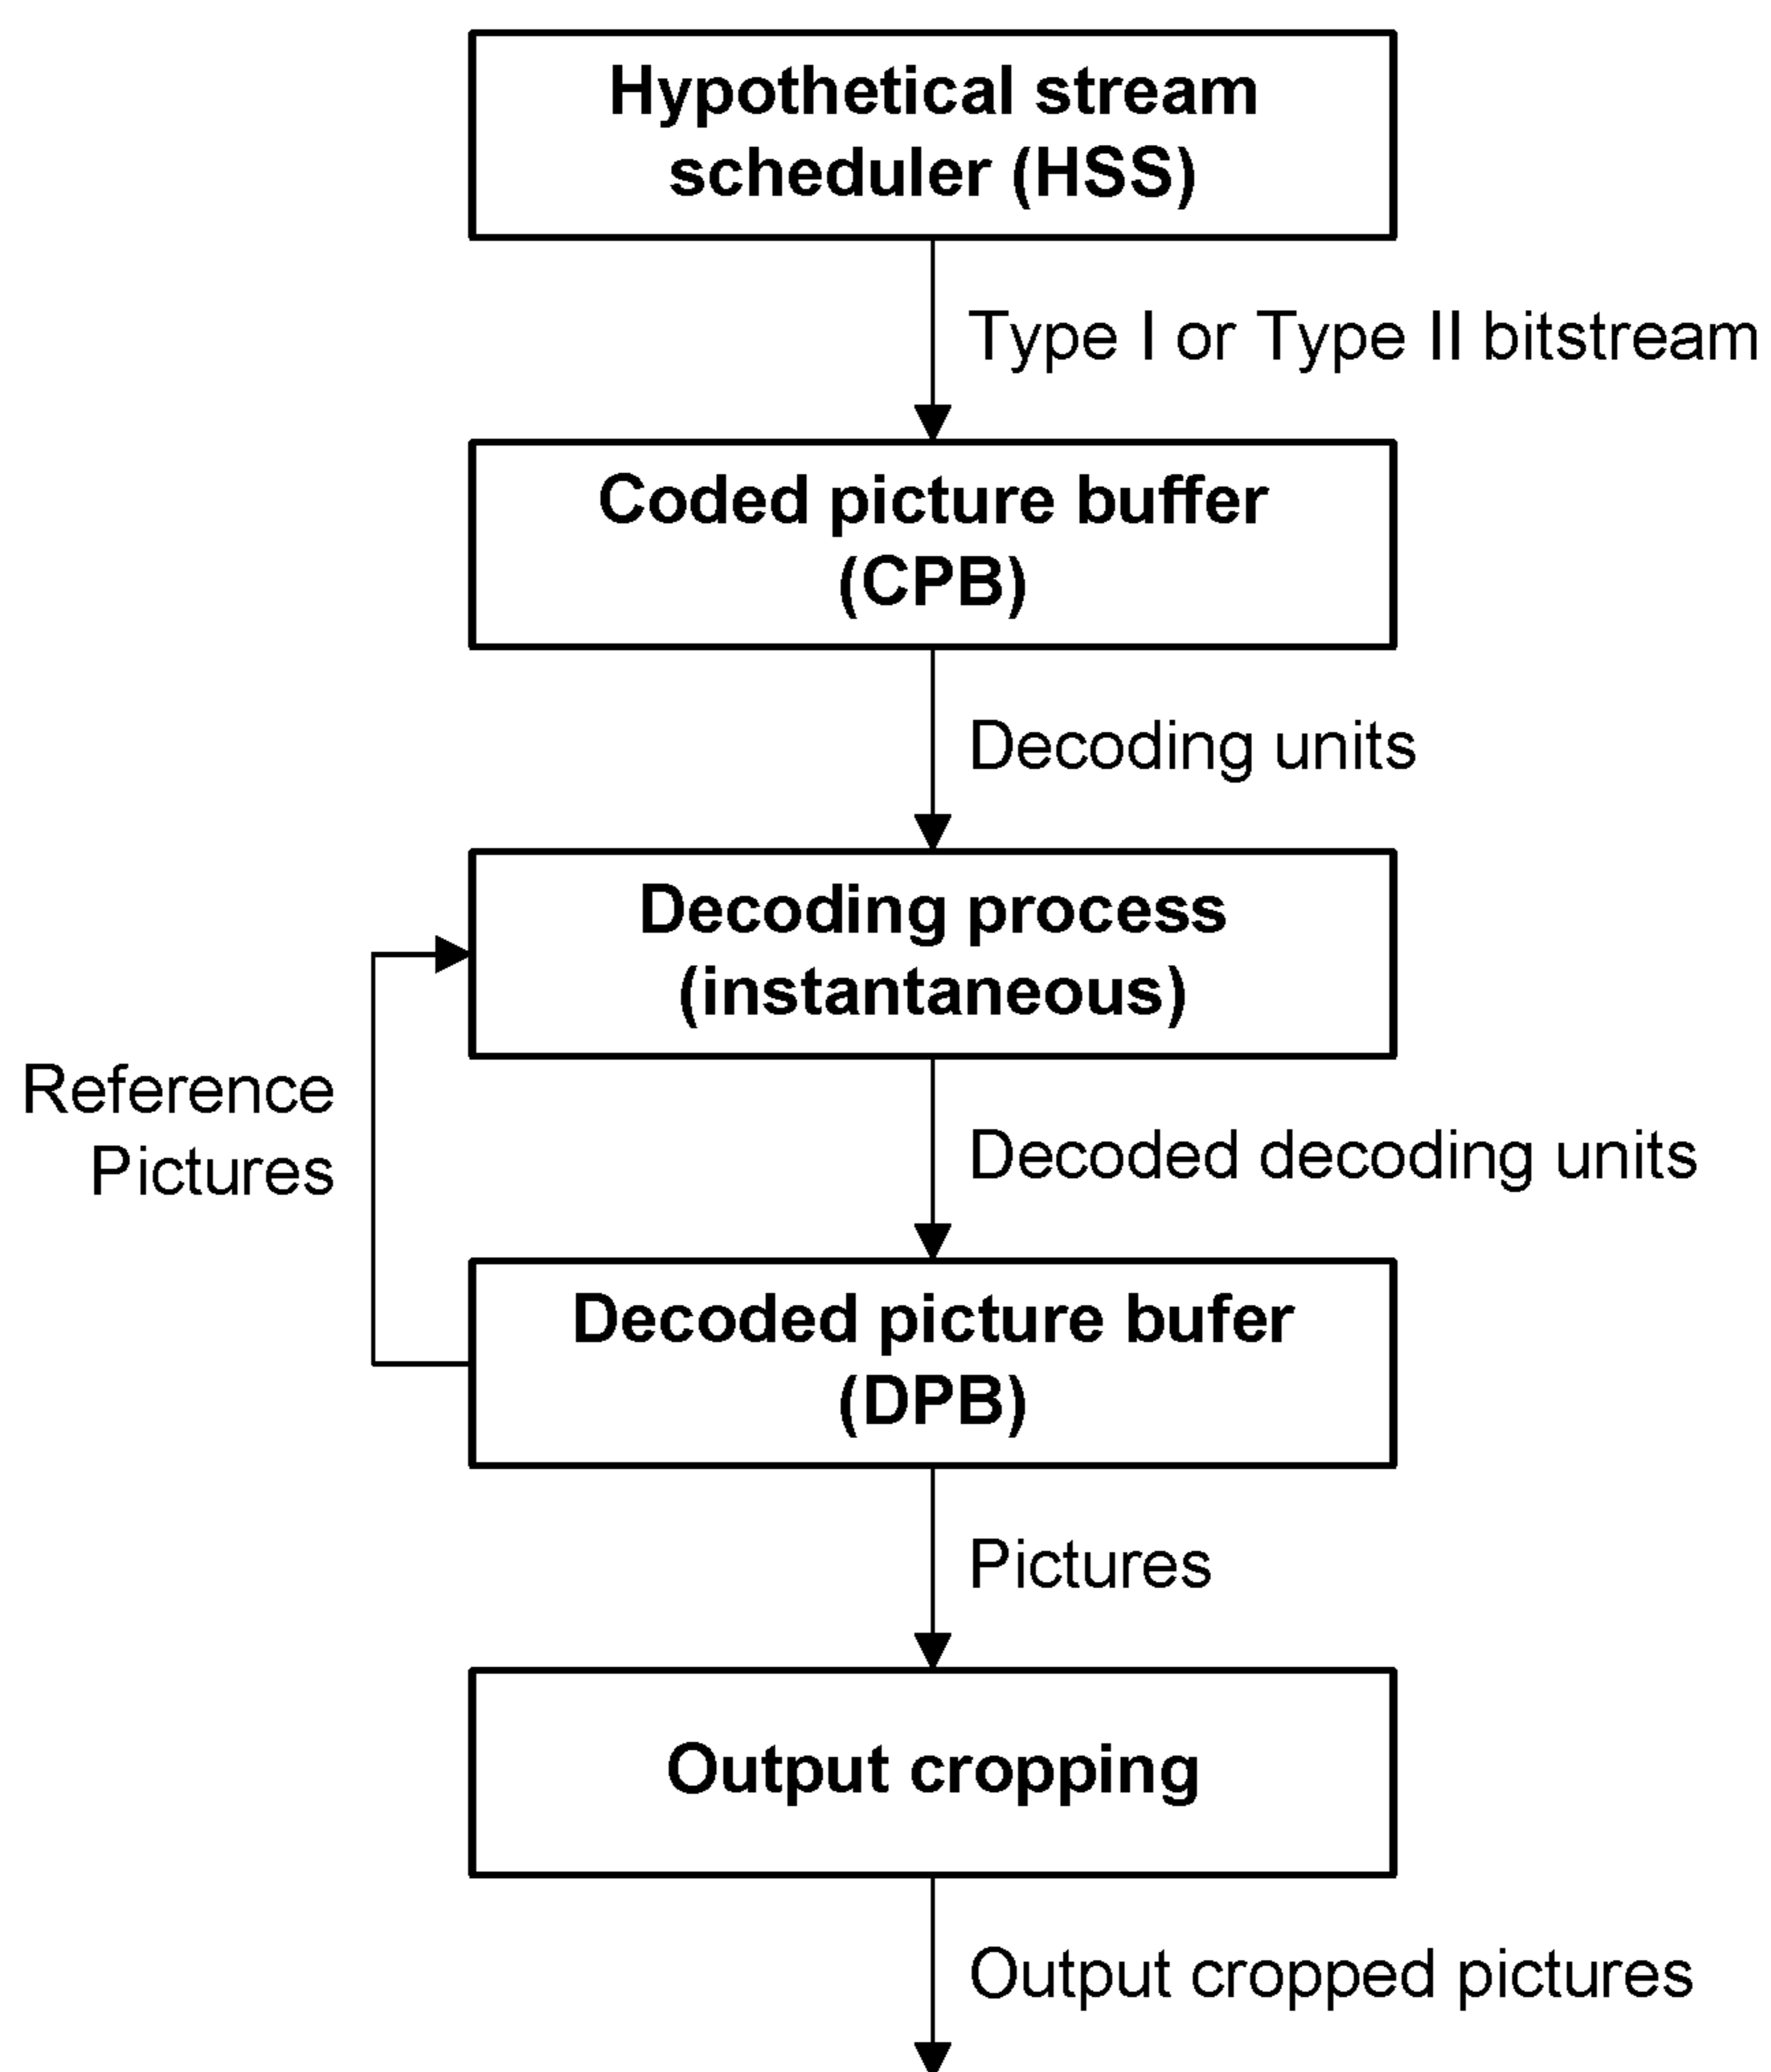 Hypothetical stream
scheduler (HSS)
Type I or Type II bitstream
Coded picture buffer
(CPB)
Decoding units
Decoding process
(instantaneous)
Reference
Pictures
Decoded decoding units
Decoded picture bufer
(DPB)
Pictures
Output cropping
Output cropped pictures